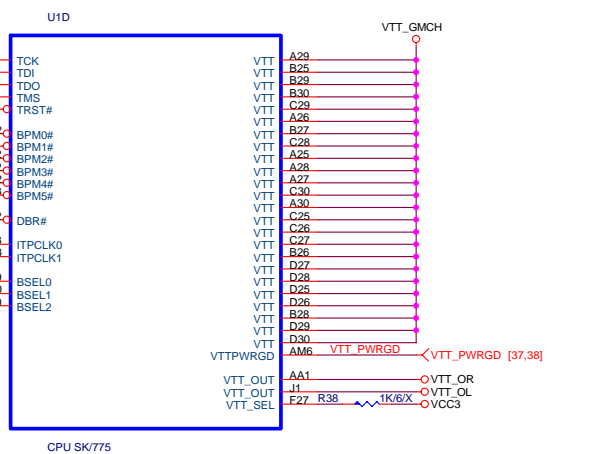 U1D
VTT_GMCH
TCK VTT A29
TDI VTT B25
TDO VTT B29
TMS VTT B30
TRST# VTT C29
VTT A26
BPM0# VTT B27
BPM1# VTT C28
BPM2# VTT A25
BPM3# VTT A28
BPM4# VTT A27
BPM5# VTT C30
VTT A30
DBR# VTT C25
VTT C26
ITPCLK0 VTT C27
ITPCLK1 VTT B26
VTT D27
BSEL0 VTT D28
BSEL1 VTT D25
BSEL2 VTT D26
VTT B28
VTT D29
VTT D30
VTTPWRGD AM6 VTT_PWRGD VTT_PWRGD [37,38]
VTT_OUT AA1 VTT_OR
VTT_OUT J1 VTT_OL
VTT_SEL F27 R38 1K/6/X VCC3
CPU SK/775